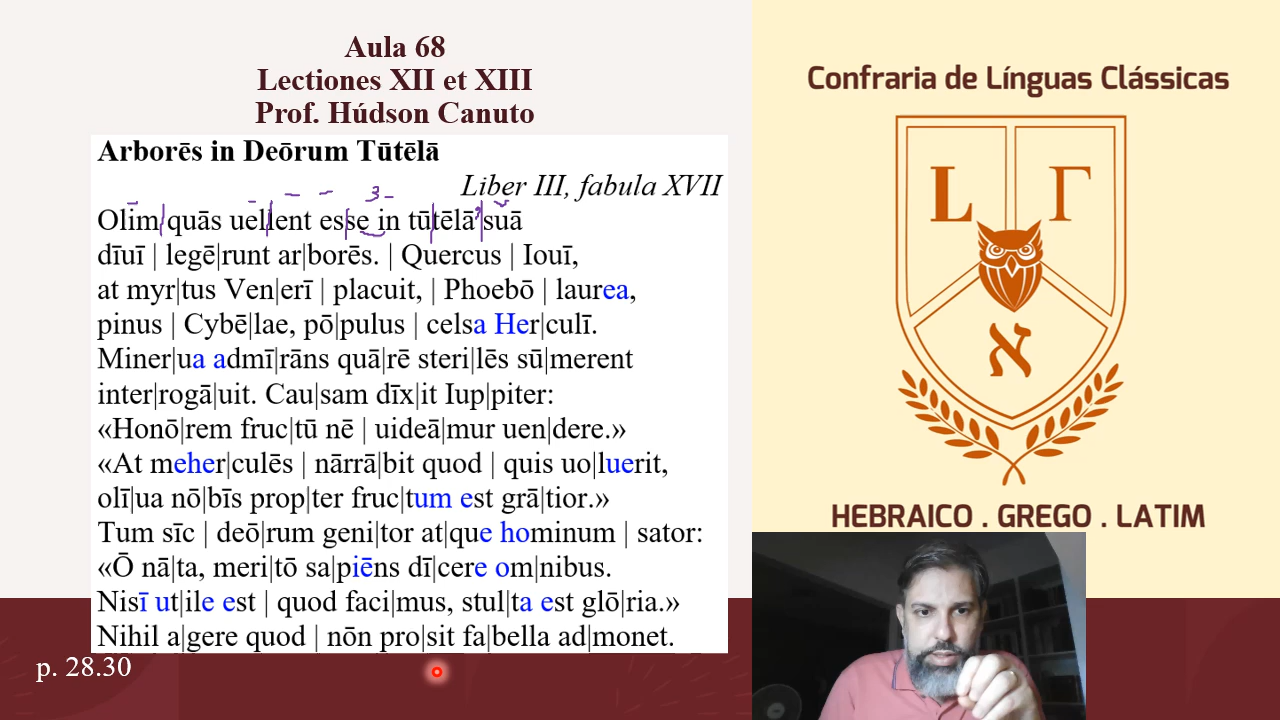 Aula 68
Lectiones XII et XIII
Prof. Húdson Canuto
Arborēs in Deōrum Tūtēlā
Liber III, fabula XVII
Olim quās uellent esse in tūtēlā suā
dīuī | legē|runt ar|borēs. | Quercus | Iouī,
at myr|tus Ven|erī | placuit, | Phoebō | laurea,
pinus | Cybē|lae, pō|pulus | celsa Her|culī.
Miner|ua admī|rāns quā|rē steri|lēs sū|merent
inter|rogā|uit. Cau|sam dīx|it Iup|piter:
«Honō|rem fruc|tū nē | uideā|mur uen|dere.»
«At meher|culēs | nārrā|bit quod | quis uo|luerit,
olī|ua nō|bīs prop|ter fruc|tum est grā|tior.»
Tum sīc | deō|rum geni|tor at|que hominum | sator:
«Ō nā|ta, meri|tō sa|piēns dī|cere om|nibus.
Nisī ut|ile est | quod faci|mus, stul|ta est glō|ria.»
Nihil a|gere quod | nōn pro|sit fa|bella ad|monet.
p. 28.30
Confraria de Línguas Clássicas
L Γ
א
HEBRAICO . GREGO . LATIM